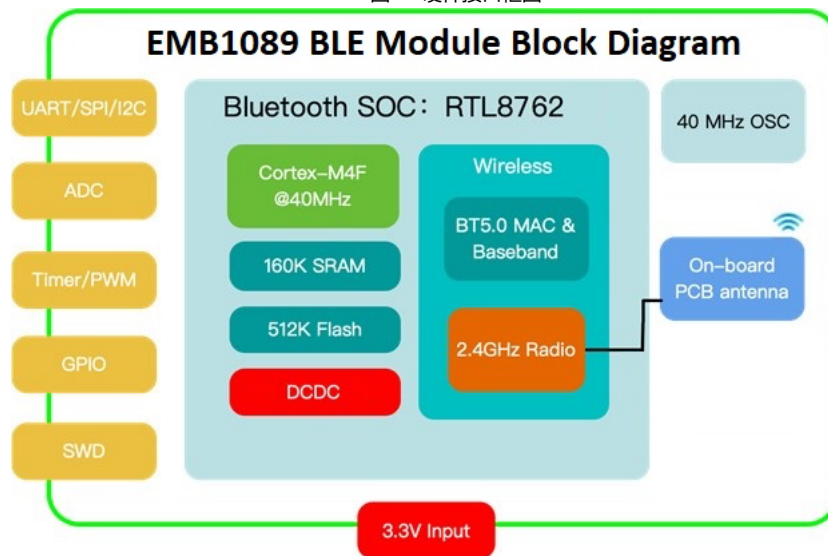 EMB1089 BLE Module Block Diagram
UART/SPI/I2C
ADC
Timer/PWM
GPIO
SWD
Bluetooth SOC：RTL8762
Cortex-M4F
@40MHz
160K SRAM
512K Flash
DCDC
Wireless
BT5.0 MAC &
Baseband
2.4GHz Radio
40 MHz OSC
On-board
PCB antenna
3.3V Input